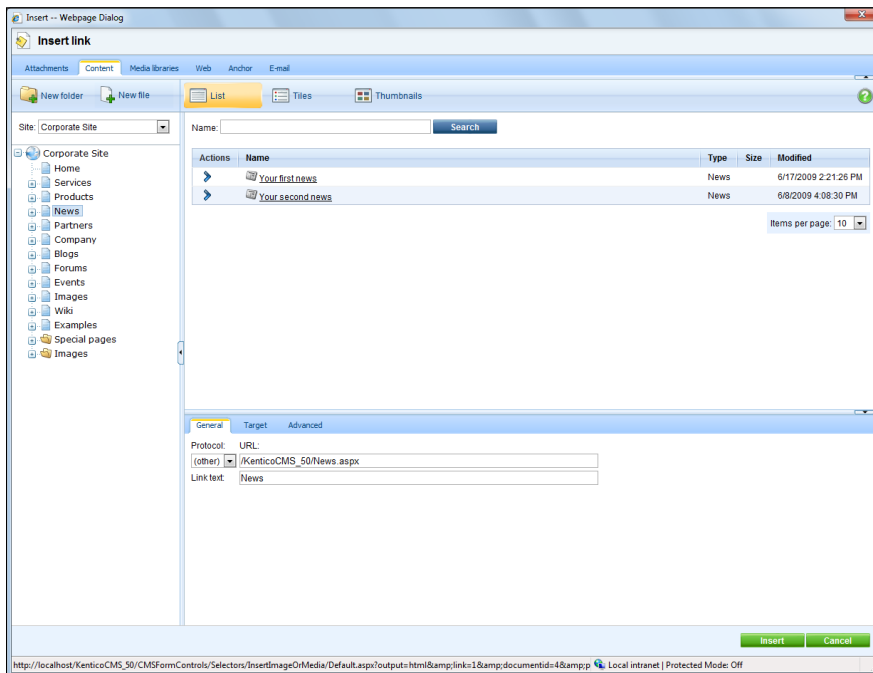 Insert -- Webpage Dialog
Insert link
Attachments Content Media libraries Web Anchor E-mail
New folder New file List Tiles Thumbnails
Site: Corporate Site Name: Search
Corporate Site
Home
Services
Products
News
Partners
Company
Blogs
Forums
Events
Images
Wiki
Examples
Special pages
Images
Actions Name Type Size Modified
Your first news News 6/17/2009 2:21:26 PM
Your second news News 6/8/2009 4:08:30 PM
Items per page: 10
General Target Advanced
Protocol: URL:
(other) /KenticoCMS_50/News.aspx
Link text: News
Insert Cancel
http://localhost/KenticoCMS_50/CMSFormControls/Selectors/InsertImageOrMedia/Default.aspx?output=html&amp;link=1&amp;documentid=4&amp;p Local intranet | Protected Mode: Off